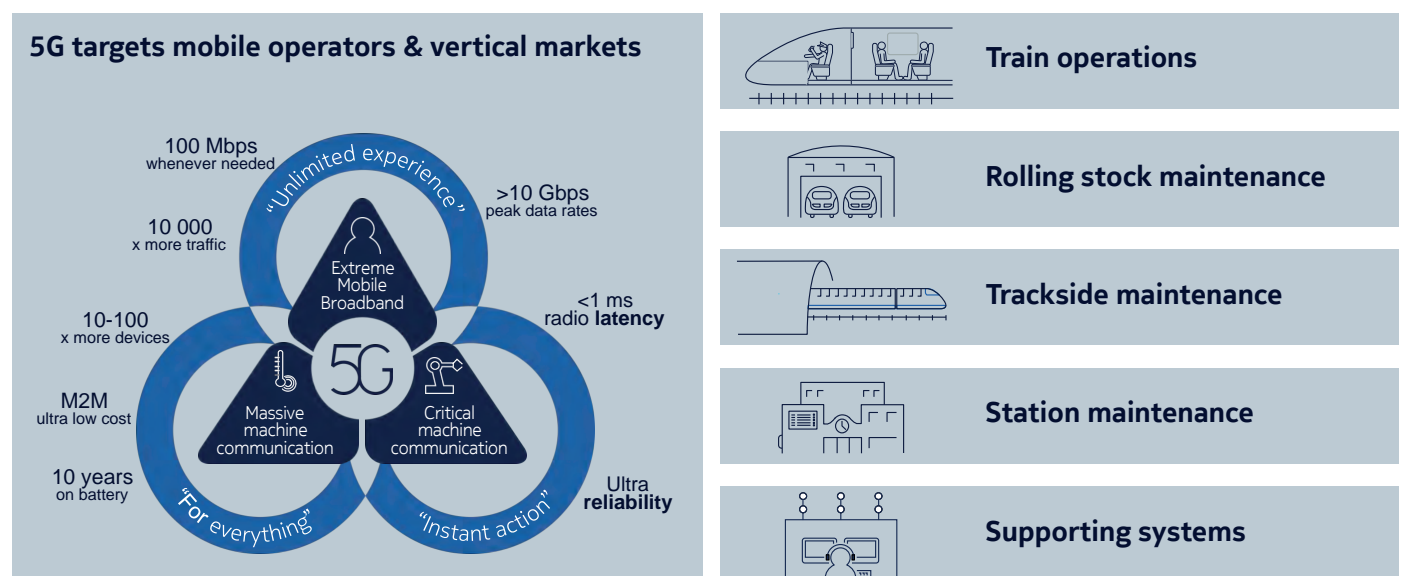 5G targets mobile operators & vertical markets
100 Mbps
whenever needed
"Unlimited experience"
>10 Gbps
peak data rates
10 000
x more traffic
Extreme
Mobile
Broadband
<1 ms
radio latency
10-100
x more devices
5G
M2M
ultra low cost
Massive
machine
communication
Critical
machine
communication
10 years
on battery
Ultra
reliability
"For everything"
"Instant action"
Train operations
Rolling stock maintenance
Trackside maintenance
Station maintenance
Supporting systems